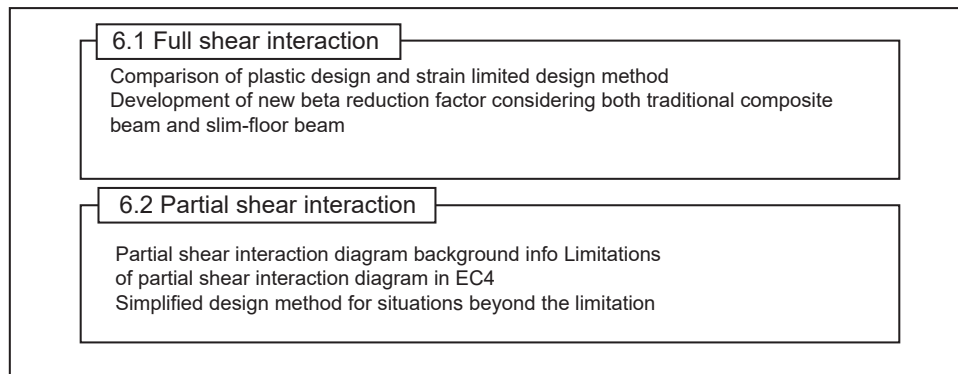 6.1 Full shear interaction
Comparison of plastic design and strain limited design method
Development of new beta reduction factor considering both traditional composite
beam and slim-floor beam
6.2 Partial shear interaction
Partial shear interaction diagram background info Limitations
of partial shear interaction diagram in EC4
Simplified design method for situations beyond the limitation